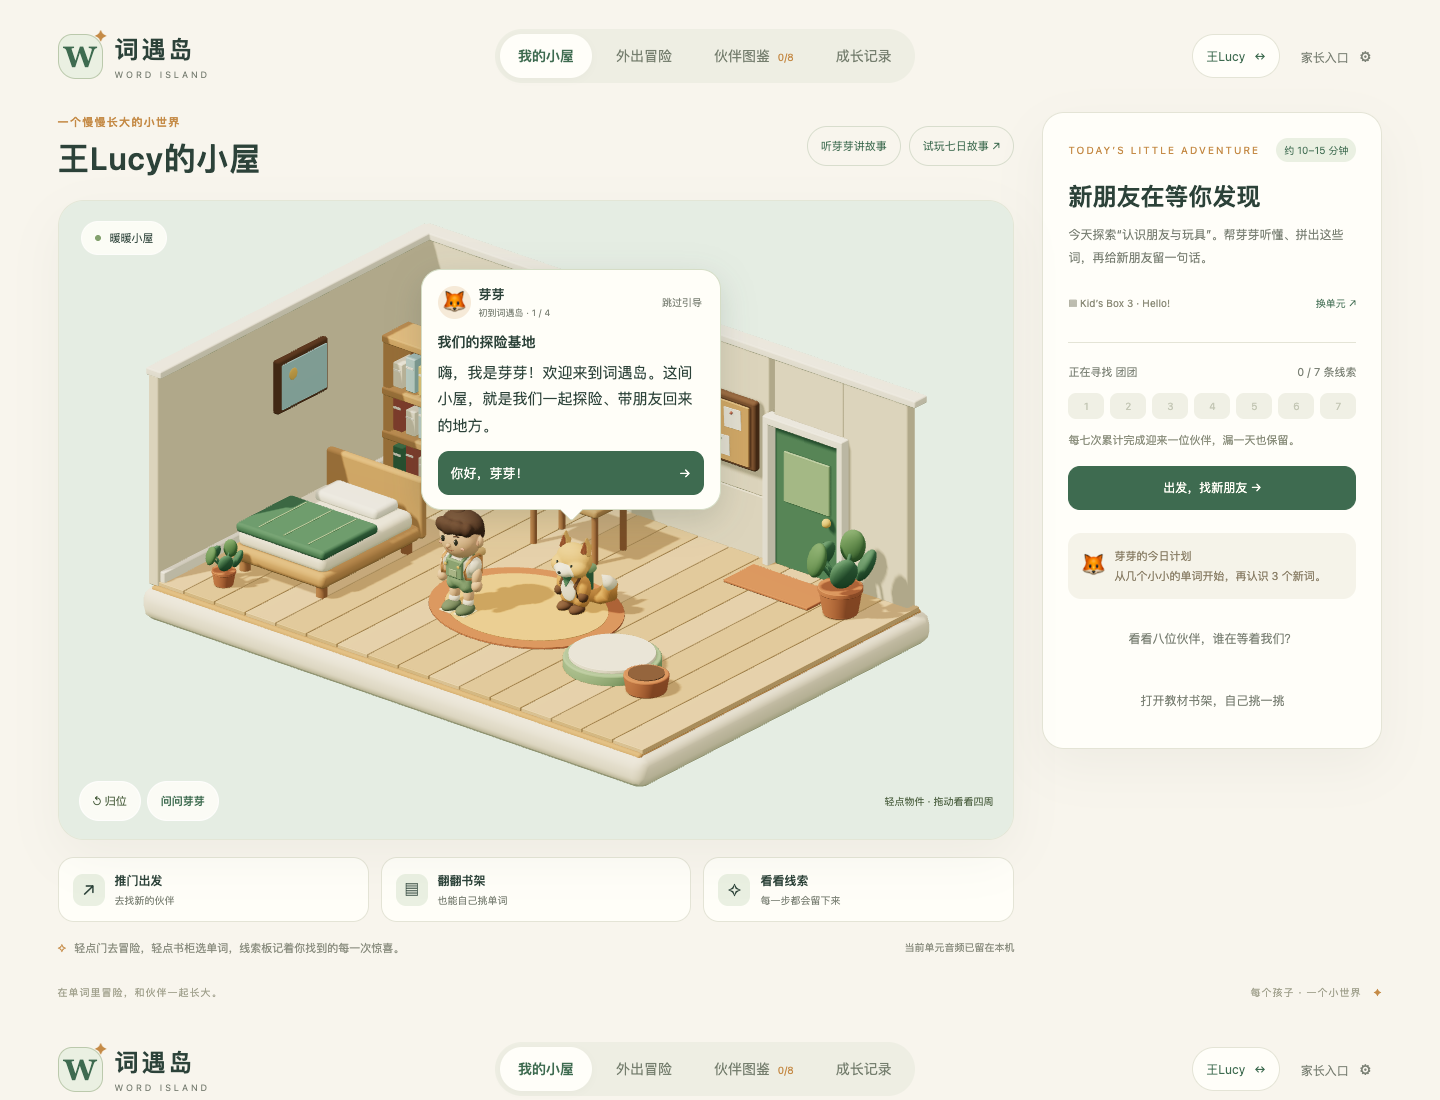 W 词遇岛
WORD ISLAND
我的小屋 外出冒险 伙伴图鉴 0/8 成长记录
王Lucy ↔ 家长入口 ⚙
一个慢慢长大的小世界
王Lucy的小屋
听芽芽讲故事 试玩七日故事 ↗
暖暖小屋
芽芽
初到词遇岛 · 1 / 4
跳过引导
我们的探险基地
嗨，我是芽芽！欢迎来到词遇岛。这间
小屋，就是我们一起探险、带朋友回来
的地方。
你好，芽芽！ →
↺ 归位 问问芽芽
轻点物件 · 拖动看看四周
推门出发
去找新的伙伴
翻翻书架
也能自己挑单词
看看线索
每一步都会留下来
✧ 轻点门去冒险，轻点书柜选单词，线索板记着你找到的每一次惊喜。
当前单元音频已留在本机
TODAY'S LITTLE ADVENTURE
约 10–15 分钟
新朋友在等你发现
今天探索“认识朋友与玩具”。帮芽芽听懂、拼出这些
词，再给新朋友留一句话。
▤ Kid's Box 3 · Hello!
换单元 ↗
正在寻找 团团
0 / 7 条线索
1 2 3 4 5 6 7
每七次累计完成迎来一位伙伴，漏一天也保留。
出发，找新朋友 →
芽芽的今日计划
从几个小小的单词开始，再认识 3 个新词。
看看八位伙伴，谁在等着我们？
打开教材书架，自己挑一挑
在单词里冒险，和伙伴一起长大。
每个孩子 · 一个小世界 ✦
W 词遇岛
WORD ISLAND
我的小屋 外出冒险 伙伴图鉴 0/8 成长记录
王Lucy ↔ 家长入口 ⚙